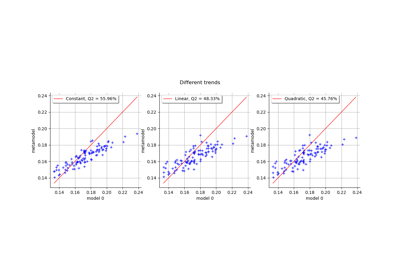 Different trends
Constant, Q2 = 55.96%
Linear, Q2 = 48.33%
Quadratic, Q2 = 45.76%
0.24
0.22
0.20
0.18
0.16
0.14
metamodel
0.14 0.16 0.18 0.20 0.22 0.24
model 0
0.24
0.22
0.20
0.18
0.16
0.14
metamodel
0.14 0.16 0.18 0.20 0.22 0.24
model 0
0.24
0.22
0.20
0.18
0.16
0.14
metamodel
0.14 0.16 0.18 0.20 0.22 0.24
model 0